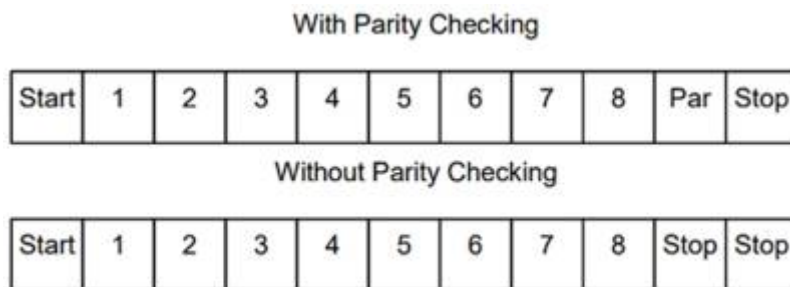 With Parity Checking
Start 1 2 3 4 5 6 7 8 Par Stop
Without Parity Checking
Start 1 2 3 4 5 6 7 8 Stop Stop